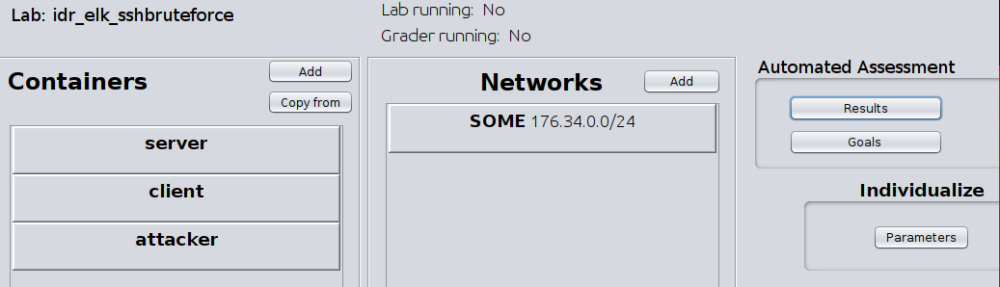 Lab: idr_elk_sshbruteforce
Lab running: No
Grader running: No
Containers
Add
Copy from
server
client
attacker
Networks
Add
SOME 176.34.0.0/24
Automated Assessment
Results
Goals
Individualize
Parameters